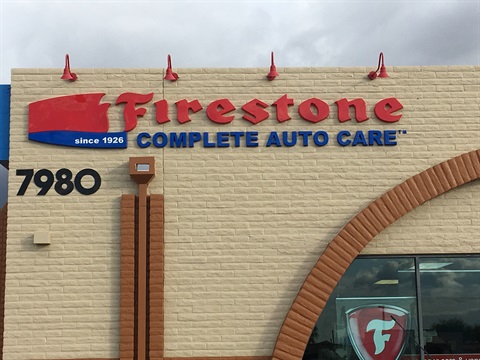 Firestone
since 1926 COMPLETE AUTO CARE™
7980
F